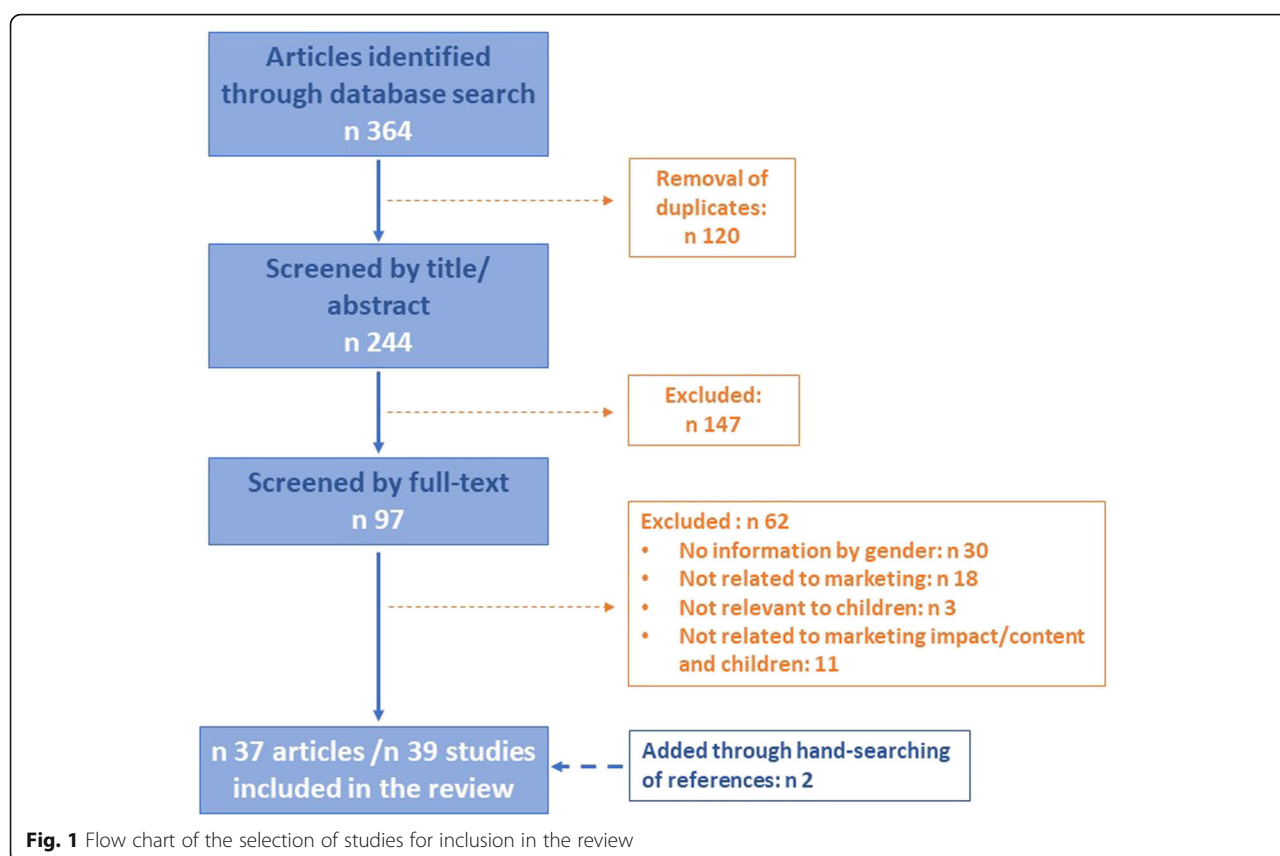 Articles identified
through database search
n 364
Removal of
duplicates:
n 120
Screened by title/
abstract
n 244
Excluded:
n 147
Screened by full-text
n 97
Excluded : n 62
• No information by gender: n 30
• Not related to marketing: n 18
• Not relevant to children: n 3
• Not related to marketing impact/content
and children: 11
n 37 articles /n 39 studies
included in the review
Added through hand-searching
of references: n 2
Fig. 1 Flow chart of the selection of studies for inclusion in the review